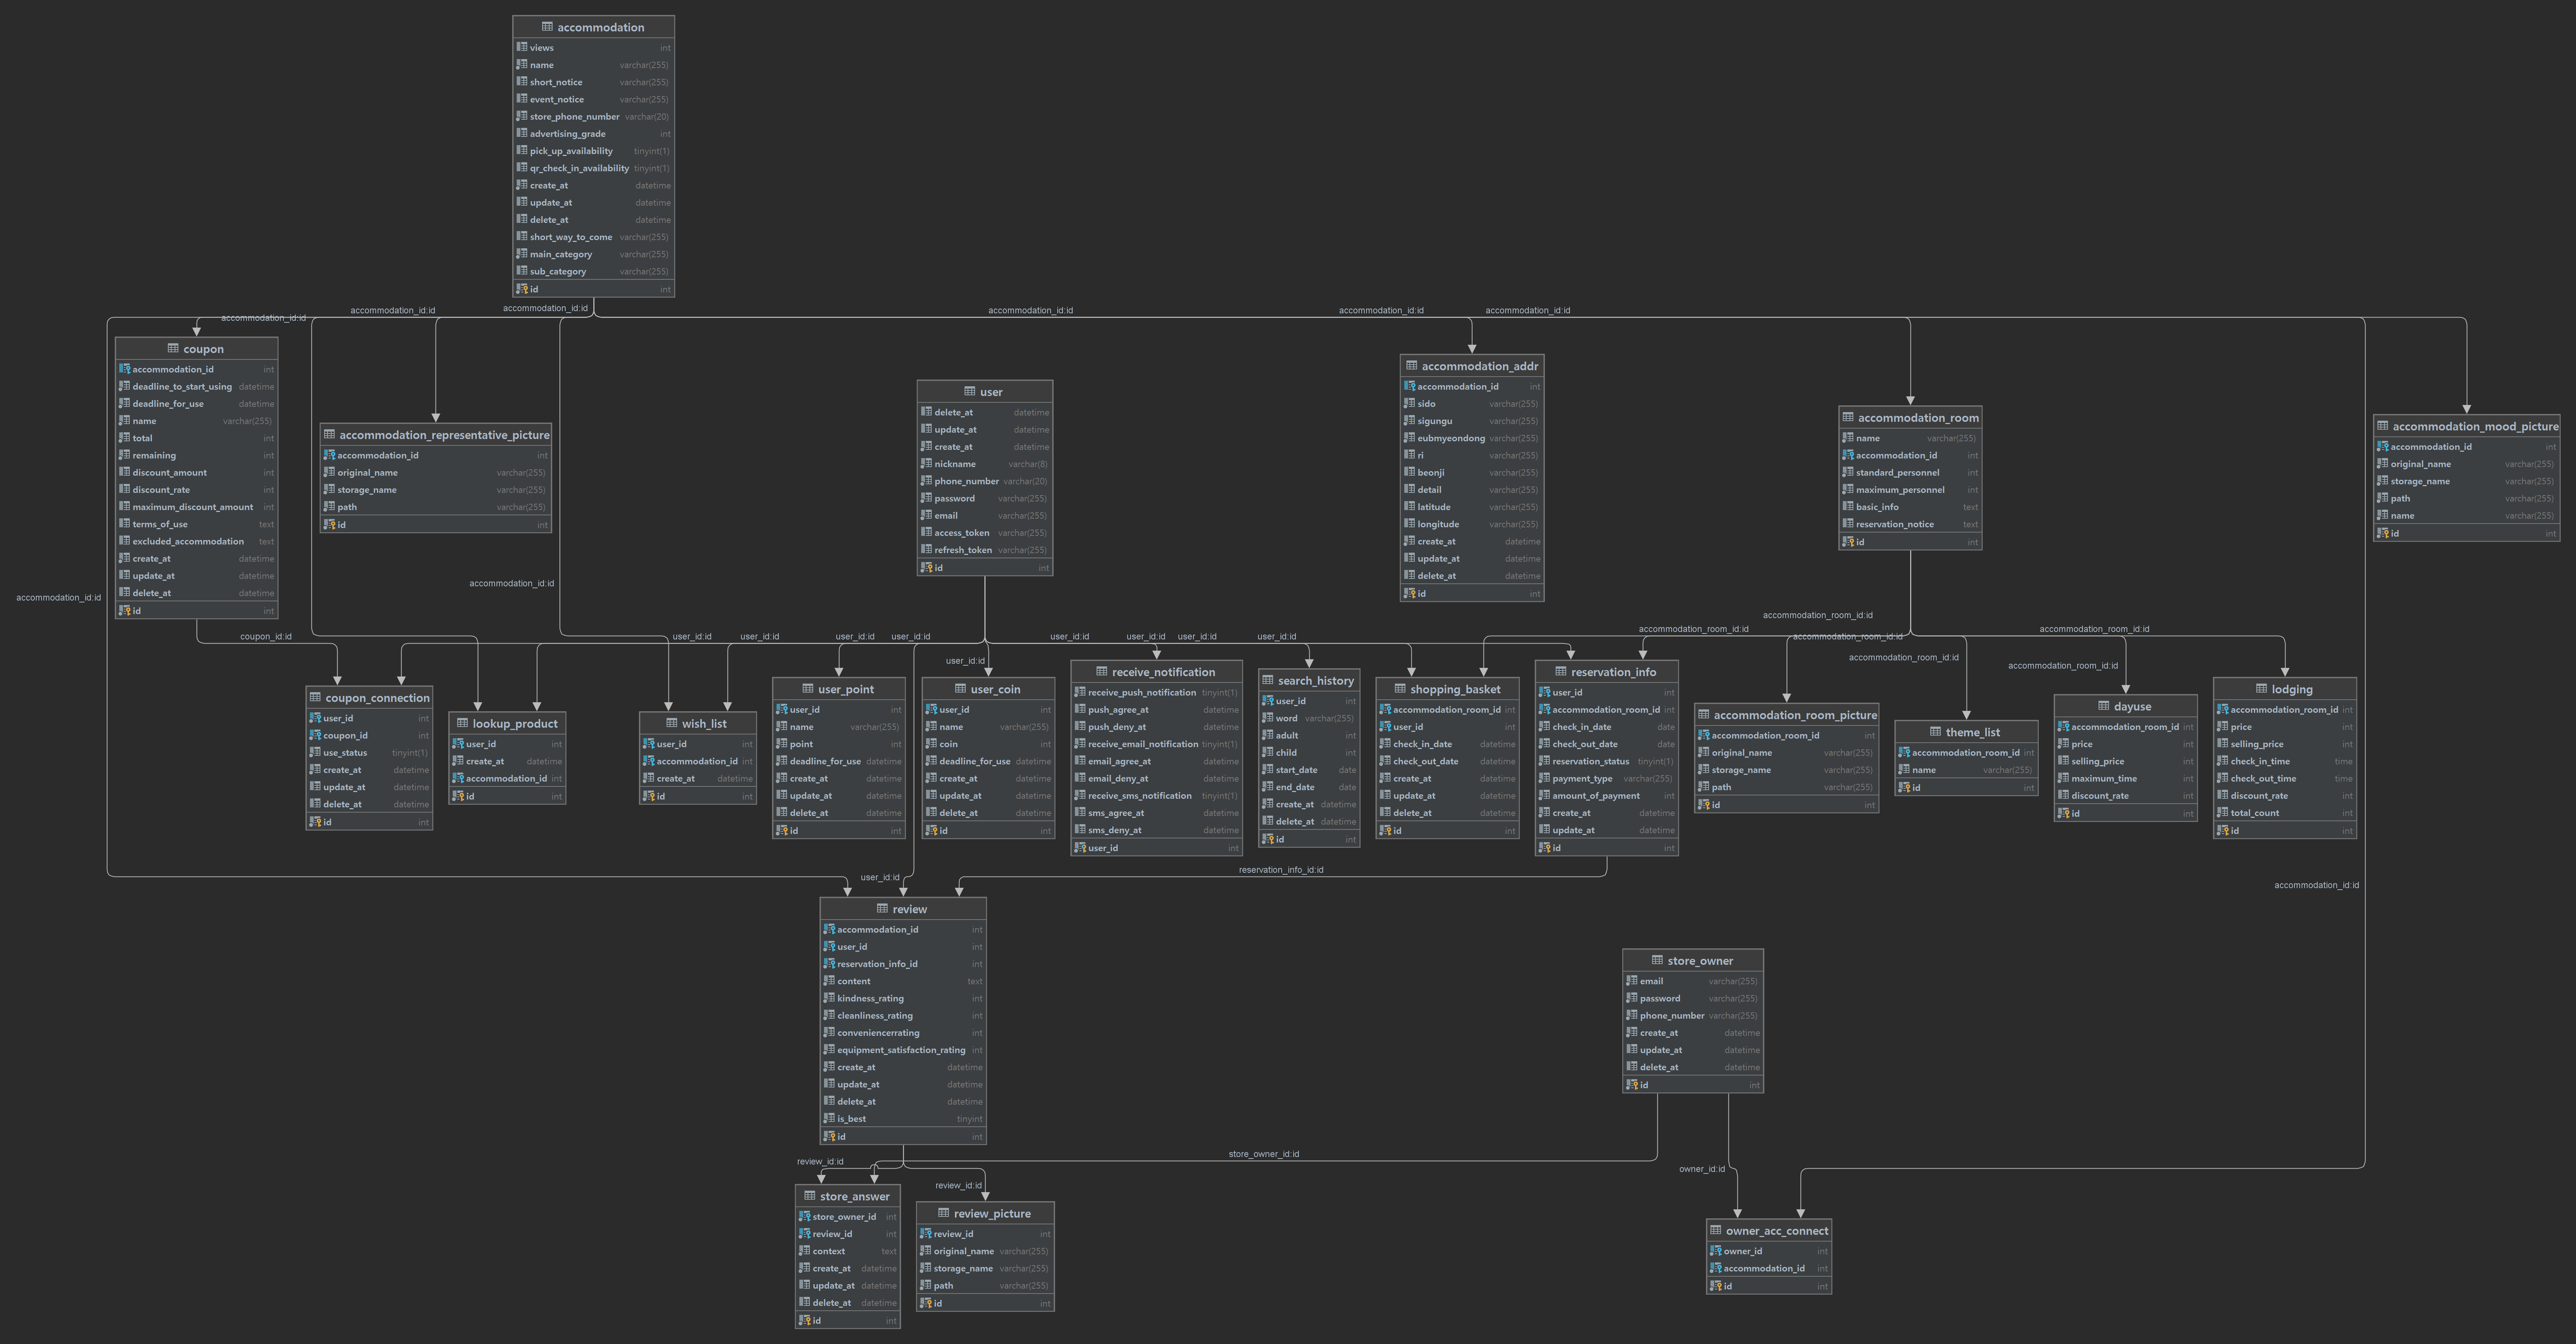 accommodation
views int
name varchar(255)
short_notice varchar(255)
event_notice varchar(255)
store_phone_number varchar(20)
advertising_grade int
pick_up_availability tinyint(1)
qr_check_in_availability tinyint(1)
create_at datetime
update_at datetime
delete_at datetime
short_way_to_come varchar(255)
main_category varchar(255)
sub_category varchar(255)
id int
accommodation_id:id
accommodation_id:id
accommodation_id:id
accommodation_id:id
accommodation_id:id
accommodation_id:id
coupon
accommodation_id int
deadline_to_start_using datetime
deadline_for_use datetime
name varchar(255)
total int
remaining int
discount_amount int
discount_rate int
maximum_discount_amount int
terms_of_use text
excluded_accommodation text
create_at datetime
update_at datetime
delete_at datetime
id int
accommodation_representative_picture
accommodation_id int
original_name varchar(255)
storage_name varchar(255)
path varchar(255)
id int
user
delete_at datetime
update_at datetime
create_at datetime
nickname varchar(8)
phone_number varchar(20)
password varchar(255)
email varchar(255)
access_token varchar(255)
refresh_token varchar(255)
id int
accommodation_addr
accommodation_id int
sido varchar(255)
sigungu varchar(255)
eubmyeondong varchar(255)
ri varchar(255)
beonji varchar(255)
detail varchar(255)
latitude varchar(255)
longitude varchar(255)
create_at datetime
update_at datetime
delete_at datetime
id int
accommodation_room
name varchar(255)
accommodation_id int
standard_personnel int
maximum_personnel int
basic_info text
reservation_notice text
id int
accommodation_mood_picture
accommodation_id int
original_name varchar(255)
storage_name varchar(255)
path varchar(255)
name varchar(255)
id int
accommodation_id:id
accommodation_id:id
coupon_id:id
user_id:id
user_id:id
user_id:id
user_id:id
user_id:id
user_id:id
user_id:id
user_id:id
user_id:id
accommodation_room_id:id
accommodation_room_id:id
accommodation_room_id:id
accommodation_room_id:id
accommodation_room_id:id
accommodation_room_id:id
coupon_connection
user_id int
coupon_id int
use_status tinyint(1)
create_at datetime
update_at datetime
delete_at datetime
id int
lookup_product
user_id int
create_at datetime
accommodation_id int
id int
wish_list
user_id int
accommodation_id int
create_at datetime
id int
user_point
user_id int
name varchar(255)
point int
deadline_for_use datetime
create_at datetime
update_at datetime
delete_at datetime
id int
user_coin
user_id int
name varchar(255)
coin int
deadline_for_use datetime
create_at datetime
update_at datetime
delete_at datetime
id int
receive_notification
receive_push_notification tinyint(1)
push_agree_at datetime
push_deny_at datetime
receive_email_notification tinyint(1)
email_agree_at datetime
email_deny_at datetime
receive_sms_notification tinyint(1)
sms_agree_at datetime
sms_deny_at datetime
user_id int
search_history
user_id int
word varchar(255)
adult int
child int
start_date date
end_date date
create_at datetime
delete_at datetime
id int
shopping_basket
accommodation_room_id int
user_id int
check_in_date datetime
check_out_date datetime
create_at datetime
update_at datetime
delete_at datetime
id int
reservation_info
user_id int
accommodation_room_id int
check_in_date date
check_out_date date
reservation_status tinyint(1)
payment_type varchar(255)
amount_of_payment int
create_at datetime
update_at datetime
id int
accommodation_room_picture
accommodation_room_id int
original_name varchar(255)
storage_name varchar(255)
path varchar(255)
id int
theme_list
accommodation_room_id int
name varchar(255)
id int
dayuse
accommodation_room_id int
price int
selling_price int
maximum_time int
discount_rate int
id int
lodging
accommodation_room_id int
price int
selling_price int
check_in_time time
check_out_time time
discount_rate int
total_count int
id int
user_id:id
reservation_info_id:id
accommodation_id:id
review
accommodation_id int
user_id int
reservation_info_id int
content text
kindness_rating int
cleanliness_rating int
conveniencerrating int
equipment_satisfaction_rating int
create_at datetime
update_at datetime
delete_at datetime
is_best tinyint
id int
store_owner
email varchar(255)
password varchar(255)
phone_number varchar(255)
create_at datetime
update_at datetime
delete_at datetime
id int
review_id:id
store_owner_id:id
owner_id:id
review_id:id
store_answer
store_owner_id int
review_id int
context text
create_at datetime
update_at datetime
delete_at datetime
id int
review_picture
review_id int
original_name varchar(255)
storage_name varchar(255)
path varchar(255)
id int
owner_acc_connect
owner_id int
accommodation_id int
id int